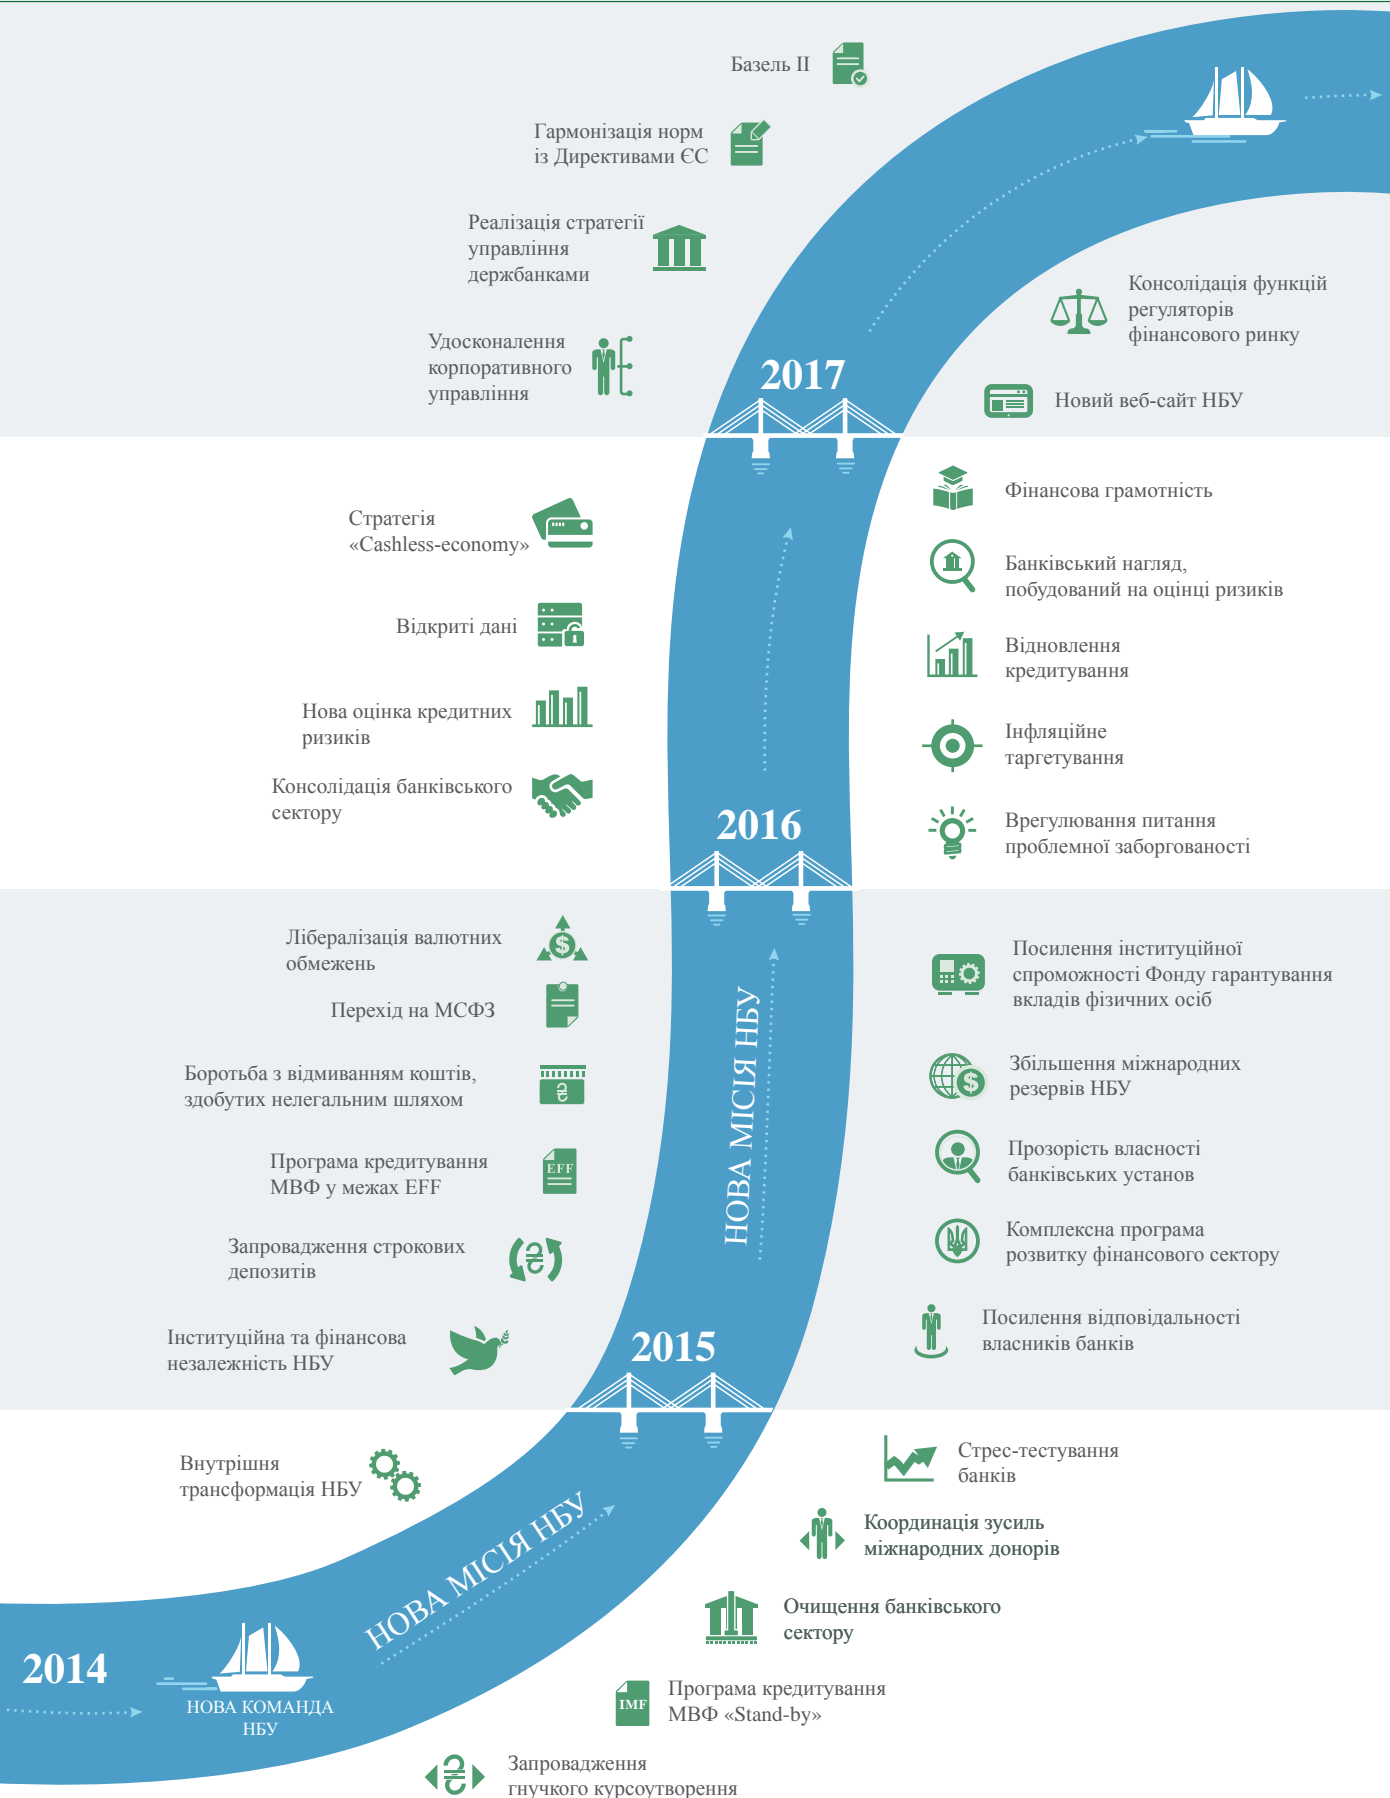 Базель II
Гармонізація норм
із Директивами ЄС
Реалізація стратегії
управління
держбанками
Удосконалення
корпоративного
управління
2017
Консолідація функцій
регуляторів
фінансового ринку
Новий веб-сайт НБУ
Стратегія
«Cashless-economy»
Відкриті дані
Нова оцінка кредитних
ризиків
Консолідація банківського
сектору
2016
Фінансова грамотність
Банківський нагляд,
побудований на оцінці ризиків
Відновлення
кредитування
Інфляційне
таргетування
Врегулювання питання
проблемної заборгованості
Лібералізація валютних
обмежень
Перехід на МСФЗ
Боротьба з відмиванням коштів,
здобутих нелегальним шляхом
Програма кредитування
МВФ у межах EFF
EFF
Запровадження строкових
депозитів
Інституційна та фінансова
незалежність НБУ
НОВА МІСІЯ НБУ
2015
Посилення інституційної
спроможності Фонду гарантування
вкладів фізичних осіб
Збільшення міжнародних
резервів НБУ
Прозорість власності
банківських установ
Комплексна програма
розвитку фінансового сектору
Посилення відповідальності
власників банків
Внутрішня
трансформація НБУ
НОВА МІСІЯ НБУ
2014
НОВА КОМАНДА
НБУ
Стрес-тестування
банків
Координація зусиль
міжнародних донорів
Очищення банківського
сектору
IMF
Програма кредитування
МВФ «Stand-by»
Запровадження
гнучкого курсоутворення